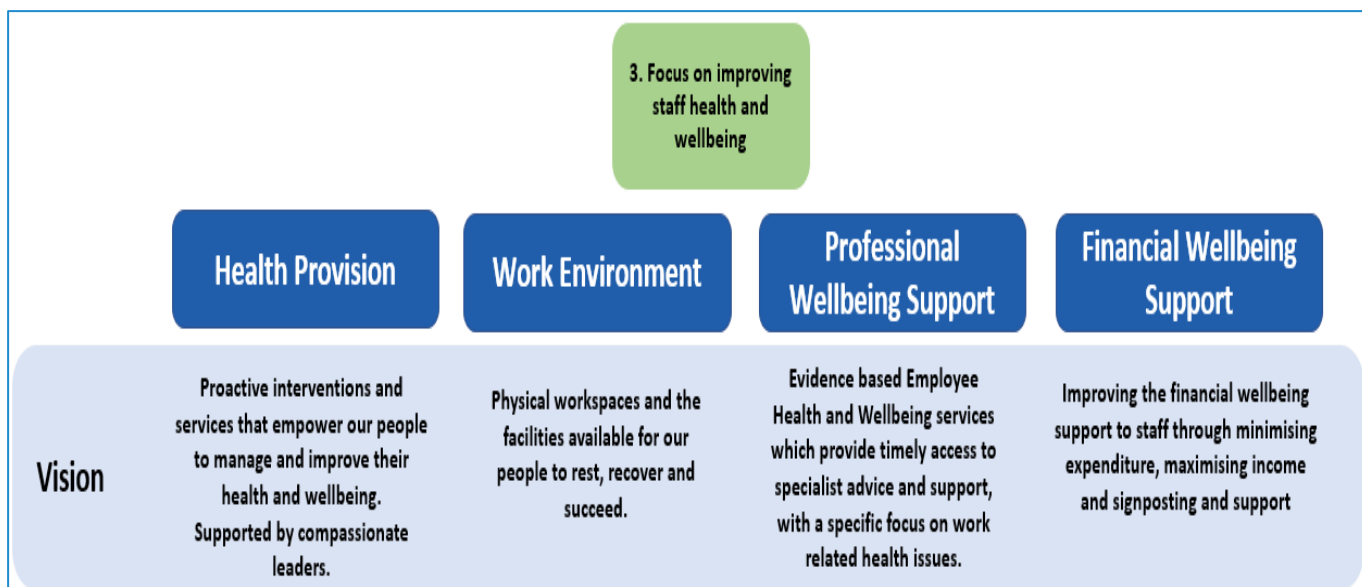 3. Focus on improving
staff health and
wellbeing
Health Provision
Work Environment
Professional
Wellbeing Support
Financial Wellbeing
Support
Vision
Proactive interventions and
services that empower our people
to manage and improve their
health and wellbeing.
Supported by compassionate
leaders.
Physical workspaces and the
facilities available for our
people to rest, recover and
succeed.
Evidence based Employee
Health and Wellbeing services
which provide timely access to
specialist advice and support,
with a specific focus on work
related health issues.
Improving the financial wellbeing
support to staff through minimising
expenditure, maximising income
and signposting and support